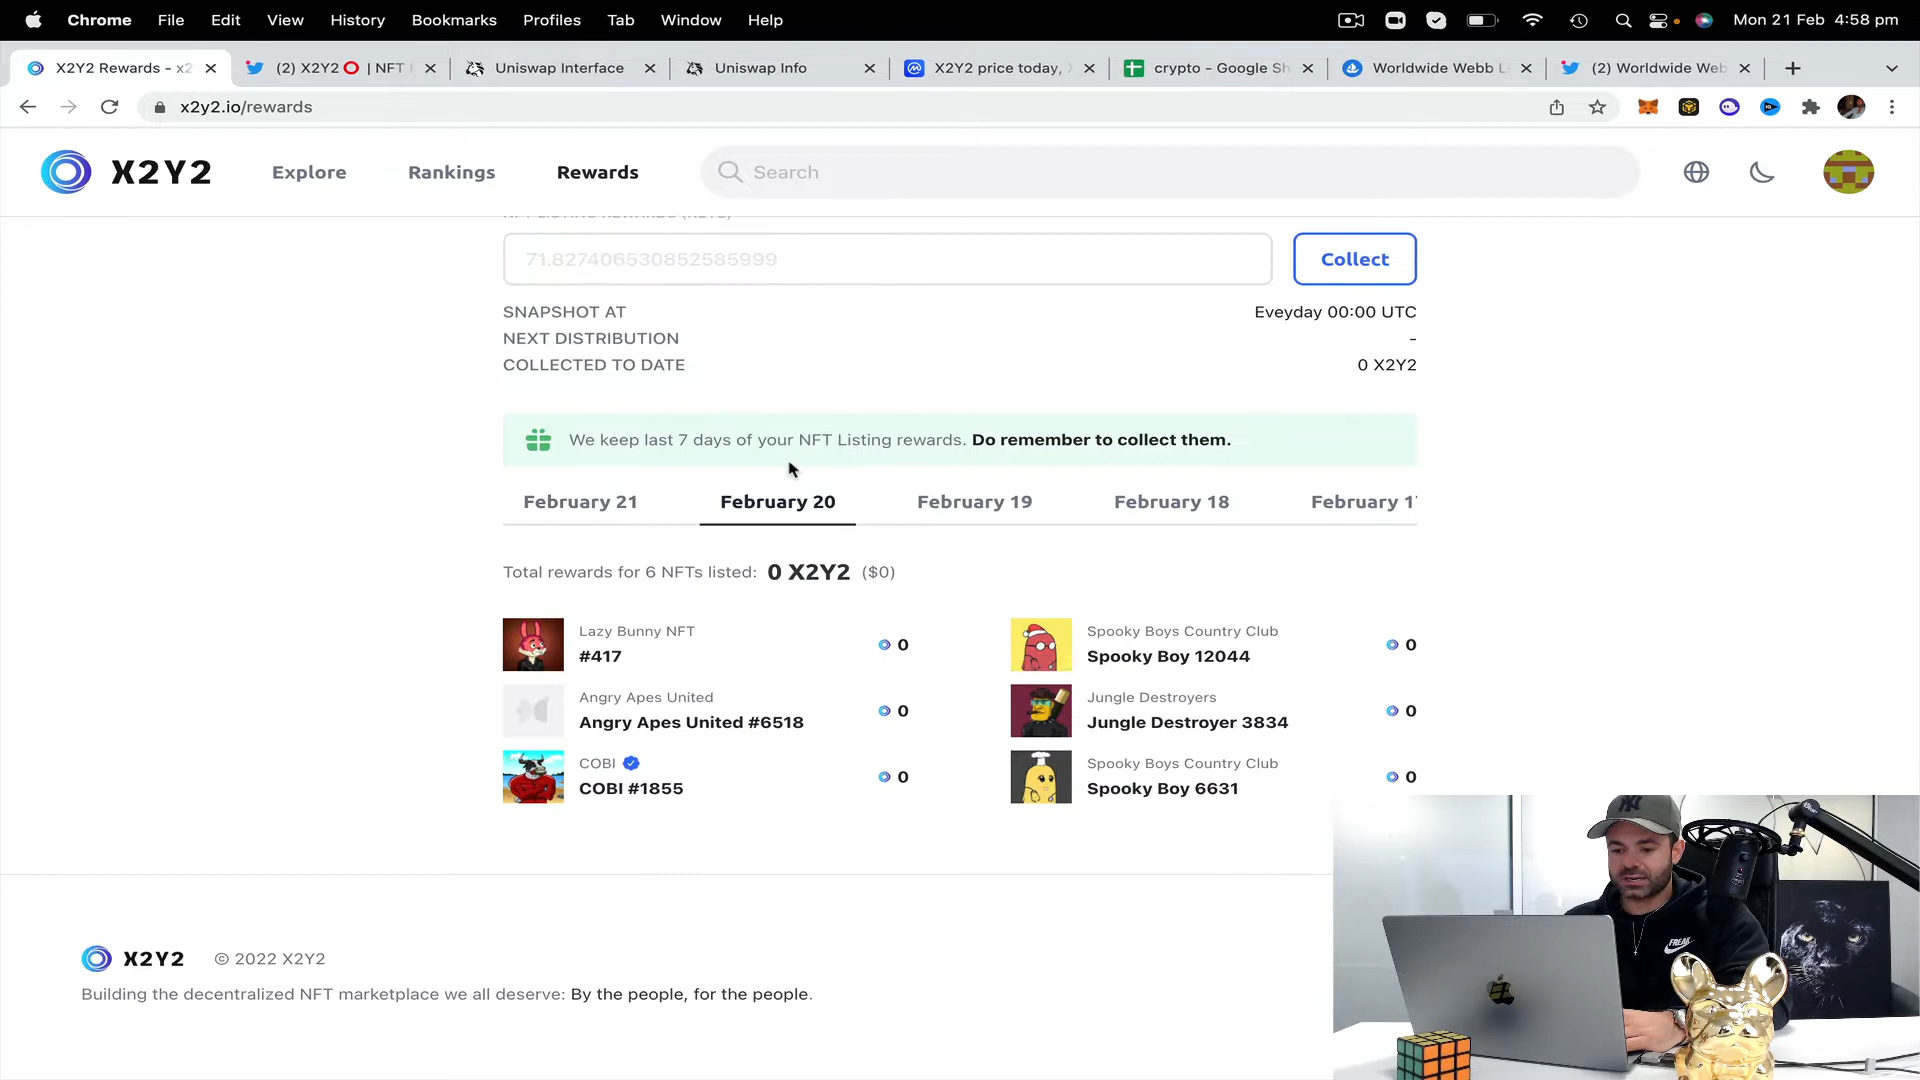 Chrome File Edit View History Bookmarks Profiles Tab Window Help Mon 21 Feb 4:58 pm
X2Y2 Rewards - x2 (2) X2Y2 | NFT Uniswap Interface Uniswap Info X2Y2 price today, crypto - Google Sh Worldwide Webb L (2) Worldwide Web
x2y2.io/rewards
X2Y2 Explore Rankings Rewards Search
71.827406530852585999 Collect
SNAPSHOT AT Eveyday 00:00 UTC
NEXT DISTRIBUTION -
COLLECTED TO DATE 0 X2Y2
We keep last 7 days of your NFT Listing rewards. Do remember to collect them.
February 21 February 20 February 19 February 18 February 1
Total rewards for 6 NFTs listed: 0 X2Y2 ($0)
Lazy Bunny NFT
#417 0
Spooky Boys Country Club
Spooky Boy 12044 0
Angry Apes United
Angry Apes United #6518 0
Jungle Destroyers
Jungle Destroyer 3834 0
COBI
COBI #1855 0
Spooky Boys Country Club
Spooky Boy 6631 0
X2Y2 © 2022 X2Y2
Building the decentralized NFT marketplace we all deserve: By the people, for the people.